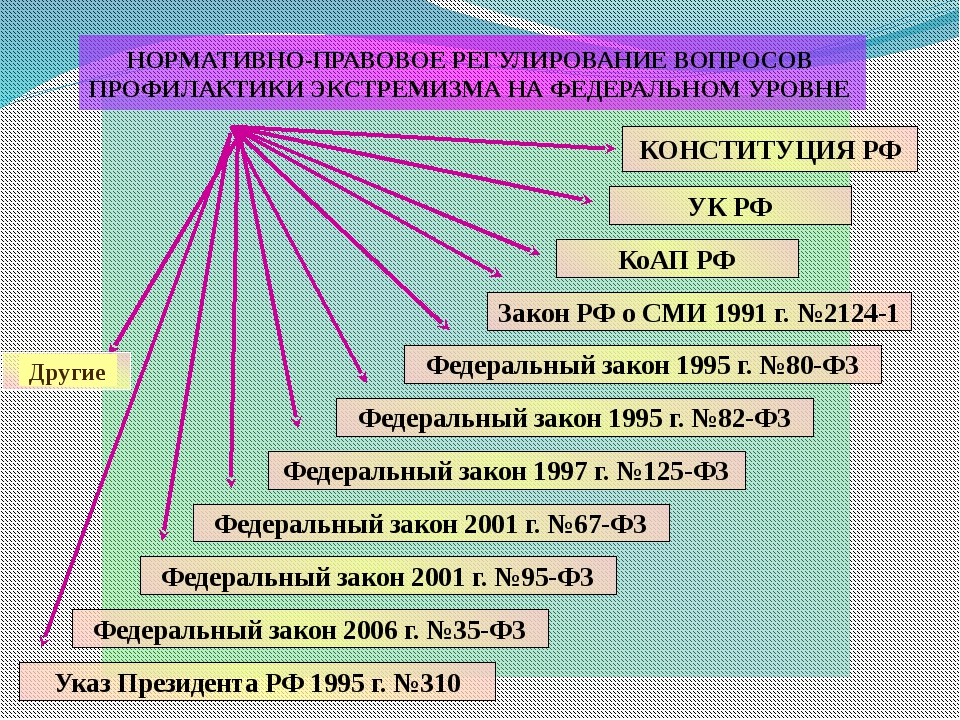 НОРМАТИВНО-ПРАВОВОЕ РЕГУЛИРОВАНИЕ ВОПРОСОВ
ПРОФИЛАКТИКИ ЭКСТРЕМИЗМА НА ФЕДЕРАЛЬНОМ УРОВНЕ
КОНСТИТУЦИЯ РФ
УК РФ
КоАП РФ
Закон РФ о СМИ 1991 г. №2124-1
Федеральный закон 1995 г. №80-ФЗ
Другие
Федеральный закон 1995 г. №82-ФЗ
Федеральный закон 1997 г. №125-ФЗ
Федеральный закон 2001 г. №67-ФЗ
Федеральный закон 2001 г. №95-ФЗ
Федеральный закон 2006 г. №35-ФЗ
Указ Президента РФ 1995 г. №310